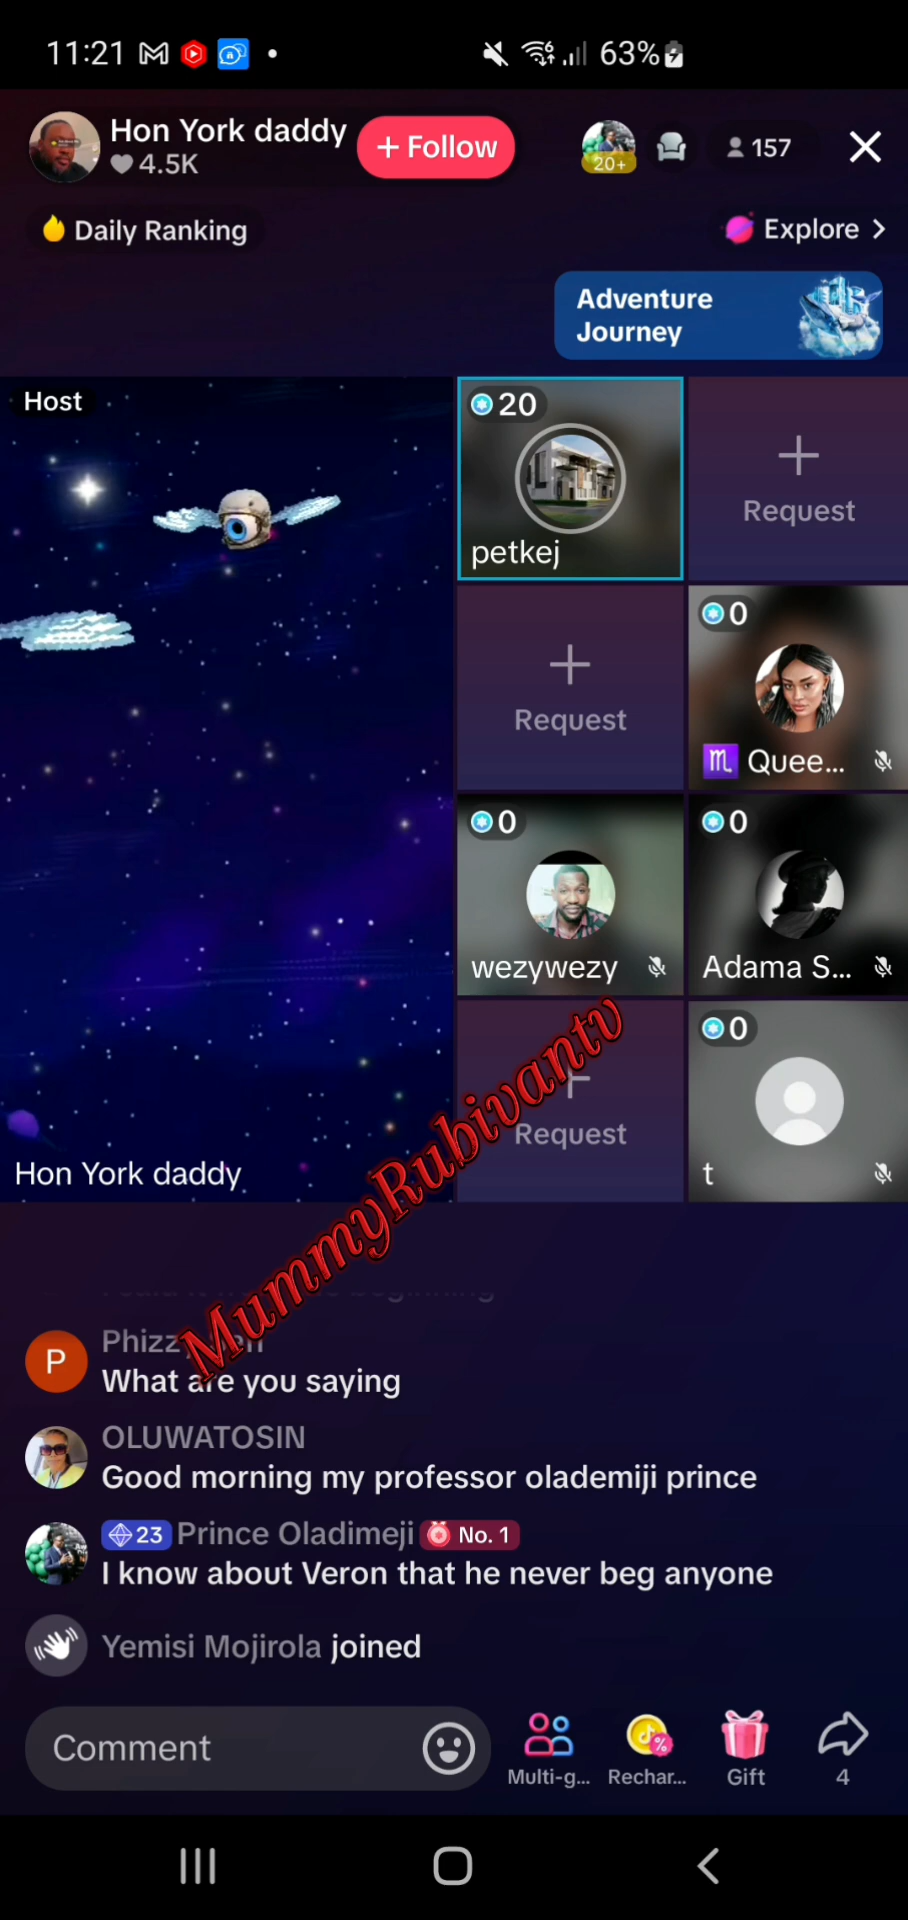 11:21
63%
Hon York daddy
4.5K
+ Follow
20+
157
Daily Ranking
Explore >
Adventure
Journey
Host
20
petkej
Request
Request
0
Quee...
0
wezywezy
0
Adama S...
Request
0
t
Hon York daddy
MummyRubivantv
P
What are you saying
OLUWATOSIN
Good morning my professor olademiji prince
23 Prince Oladimeji No. 1
I know about Veron that he never beg anyone
Yemisi Mojirola joined
Comment
Multi-g...
Rechar...
Gift
4